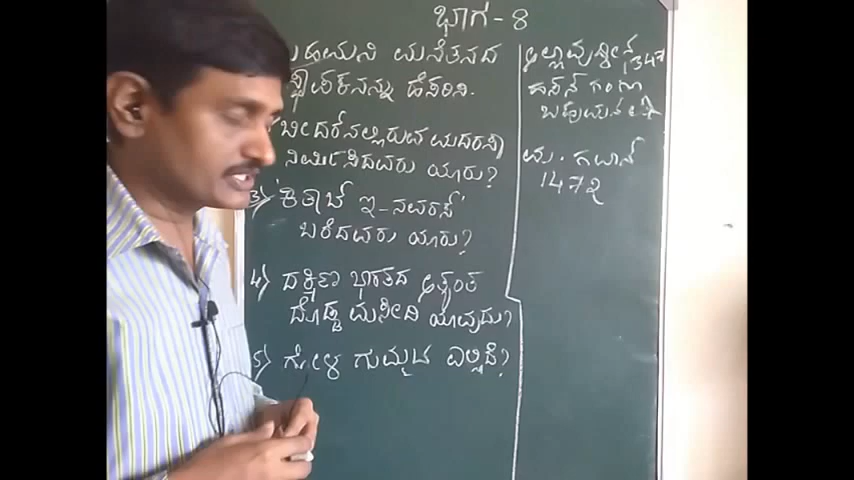 ಭಾಗ - 8
ಬಹಮನಿ ಮನೆತನದ
ಸ್ಥಾಪಕನನ್ನು ಹೆಸರಿಸಿ.
ಬೀದರ್‌ನಲ್ಲಿರುವ ಮದರಸಾ
ನಿರ್ಮಿಸಿದವರು ಯಾರು?
3) 'ಕಿತಾಬ್ ಇ-ನವರಸ್'
ಬರೆದವರು ಯಾರು?
4) ದಕ್ಷಿಣ ಭಾರತದ ಅತ್ಯಂತ
ದೊಡ್ಡ ಮಸೀದಿ ಯಾವುದು?
5) ಗೋಳ ಗುಮ್ಮಟ ಎಲ್ಲಿದೆ?
ಅಲ್ಲಾವುದ್ದೀನ್
ಹಸನ್ ಗಂಗು
ಮ. ಗವಾನ್
1472